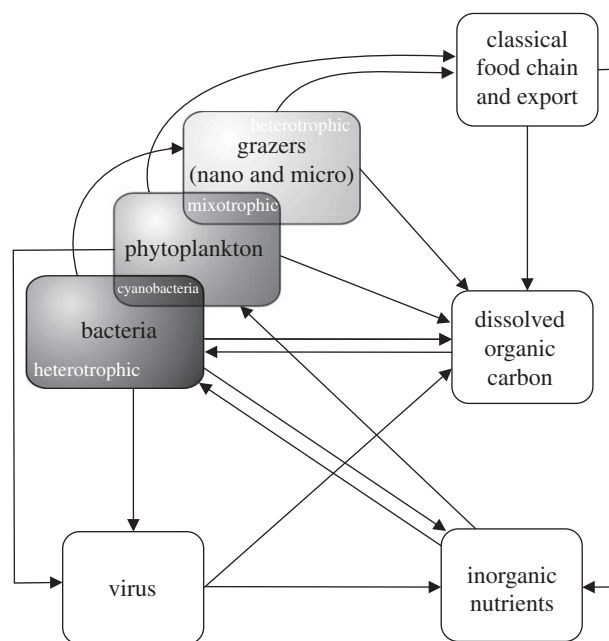 classical
food chain
and export
heterotrophic
grazers
(nano and micro)
mixotrophic
phytoplankton
cyanobacteria
bacteria
heterotrophic
dissolved
organic
carbon
virus
inorganic
nutrients